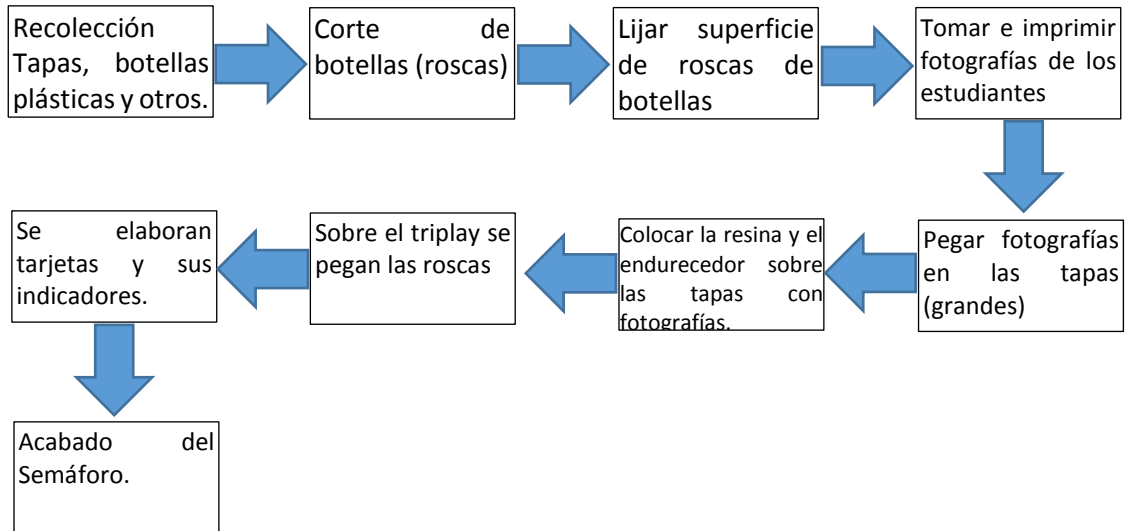 Recolección
Tapas, botellas
plásticas y otros.
Corte de
botellas (roscas)
Lijar superficie
de roscas de
botellas
Tomar e imprimir
fotografías de los
estudiantes
Pegar fotografías
en las tapas
(grandes)
Colocar la resina y el
endurecedor sobre
las tapas con
fotografías.
Sobre el triplay se
pegan las roscas
Se elaboran
tarjetas y sus
indicadores.
Acabado del
Semáforo.